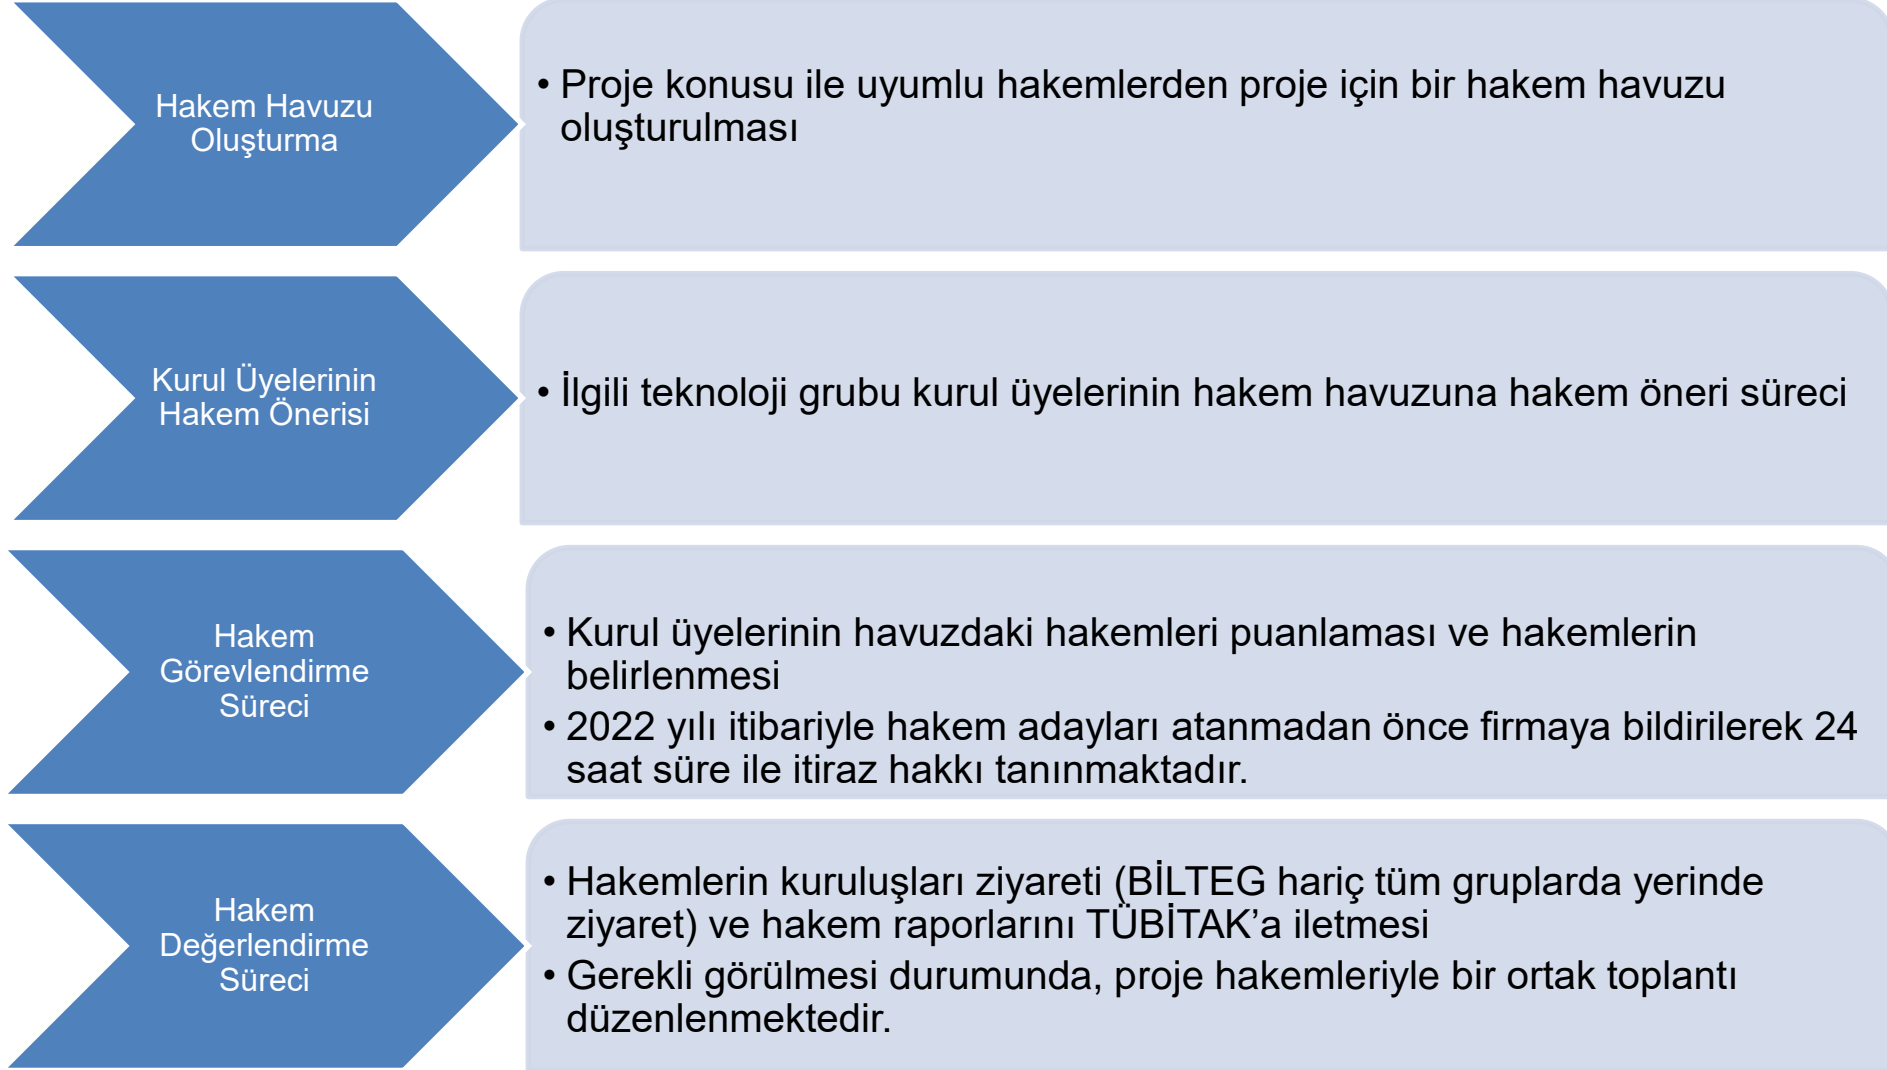 Hakem Havuzu
Oluşturma
• Proje konusu ile uyumlu hakemlerden proje için bir hakem havuzu
oluşturulması
Kurul Üyelerinin
Hakem Önerisi
• İlgili teknoloji grubu kurul üyelerinin hakem havuzuna hakem öneri süreci
Hakem
Görevlendirme
Süreci
• Kurul üyelerinin havuzdaki hakemleri puanlaması ve hakemlerin
belirlenmesi
• 2022 yılı itibariyle hakem adayları atanmadan önce firmaya bildirilerek 24
saat süre ile itiraz hakkı tanınmaktadır.
Hakem
Değerlendirme
Süreci
• Hakemlerin kuruluşları ziyareti (BİLTEG hariç tüm gruplarda yerinde
ziyaret) ve hakem raporlarını TÜBİTAK’a iletmesi
• Gerekli görülmesi durumunda, proje hakemleriyle bir ortak toplantı
düzenlenmektedir.